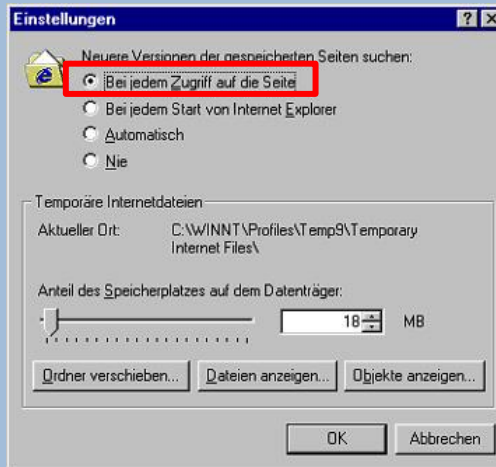 Einstellungen
Neuere Versionen der gespeicherten Seiten suchen:
Bei jedem Zugriff auf die Seite
Bei jedem Start von Internet Explorer
Automatisch
Nie
Temporäre Internetdateien
Aktueller Ort: C:\WINNT\Profiles\Temp9\Temporary
Internet Files\
Anteil des Speicherplatzes auf dem Datenträger:
18 MB
Ordner verschieben... Dateien anzeigen... Objekte anzeigen...
OK Abbrechen